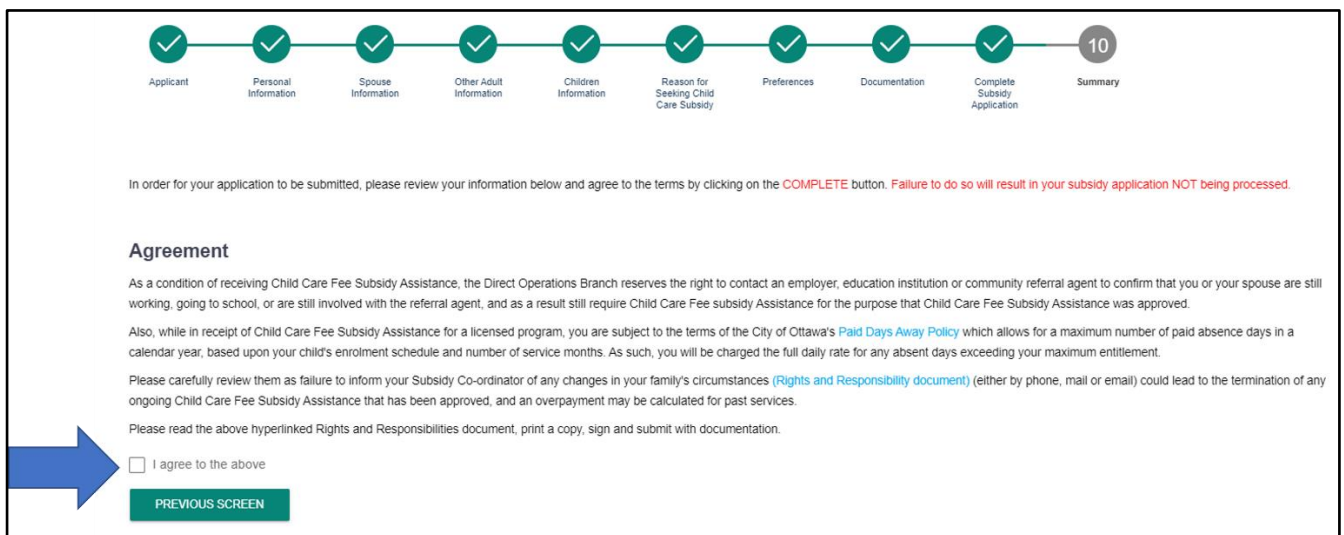 10
Applicant
Personal
Information
Spouse
Information
Other Adult
Information
Children
Information
Reason for
Seeking Child
Care Subsidy
Preferences
Documentation
Complete
Subsidy
Application
Summary
In order for your application to be submitted, please review your information below and agree to the terms by clicking on the COMPLETE button. Failure to do so will result in your subsidy application NOT being processed.
Agreement
As a condition of receiving Child Care Fee Subsidy Assistance, the Direct Operations Branch reserves the right to contact an employer, education institution or community referral agent to confirm that you or your spouse are still
working, going to school, or are still involved with the referral agent, and as a result still require Child Care Fee subsidy Assistance for the purpose that Child Care Fee Subsidy Assistance was approved.
Also, while in receipt of Child Care Fee Subsidy Assistance for a licensed program, you are subject to the terms of the City of Ottawa's Paid Days Away Policy which allows for a maximum number of paid absence days in a
calendar year, based upon your child's enrolment schedule and number of service months. As such, you will be charged the full daily rate for any absent days exceeding your maximum entitlement.
Please carefully review them as failure to inform your Subsidy Co-ordinator of any changes in your family's circumstances (Rights and Responsibility document) (either by phone, mail or email) could lead to the termination of any
ongoing Child Care Fee Subsidy Assistance that has been approved, and an overpayment may be calculated for past services.
Please read the above hyperlinked Rights and Responsibilities document, print a copy, sign and submit with documentation.
I agree to the above
PREVIOUS SCREEN